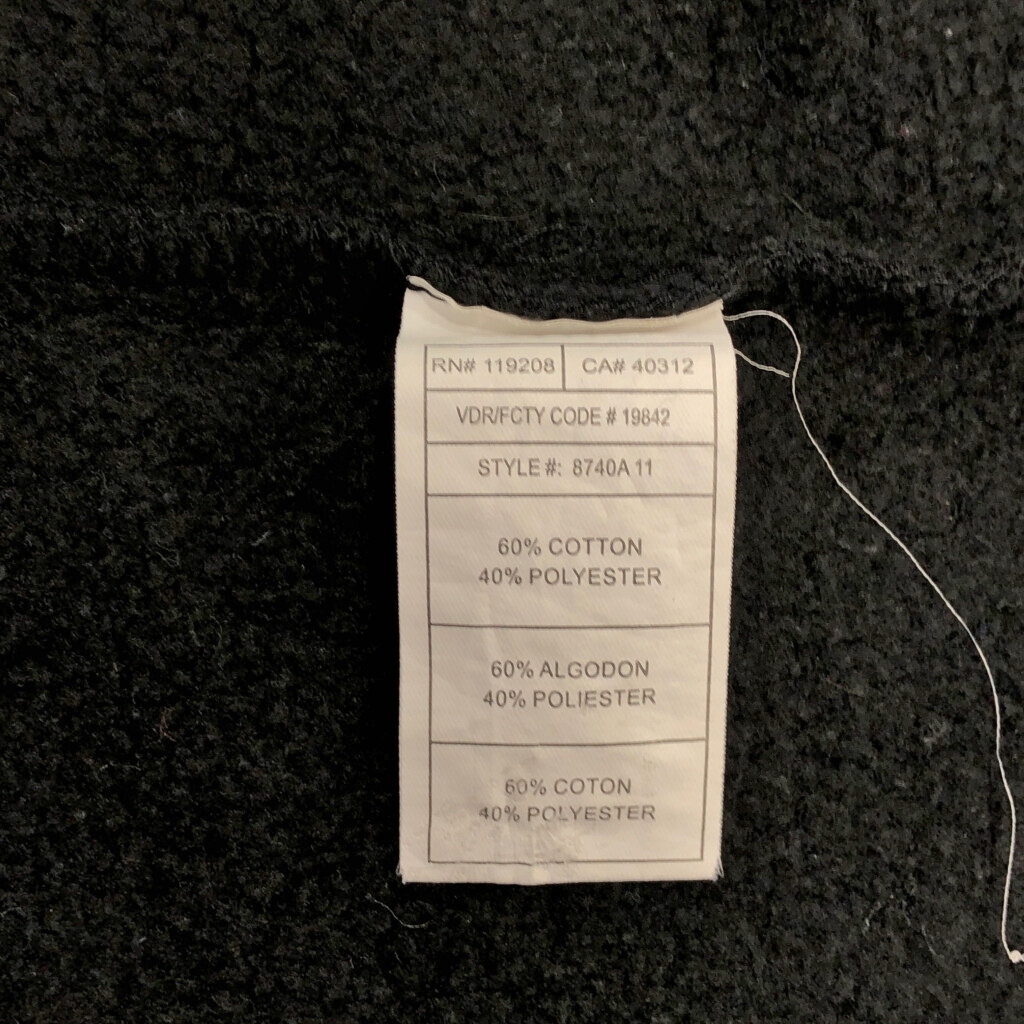 RN# 119208 CA# 40312
VDR/FCTY CODE # 19842
STYLE #: 8740A 11
60% COTTON
40% POLYESTER
60% ALGODON
40% POLIESTER
60% COTON
40% POLYESTER